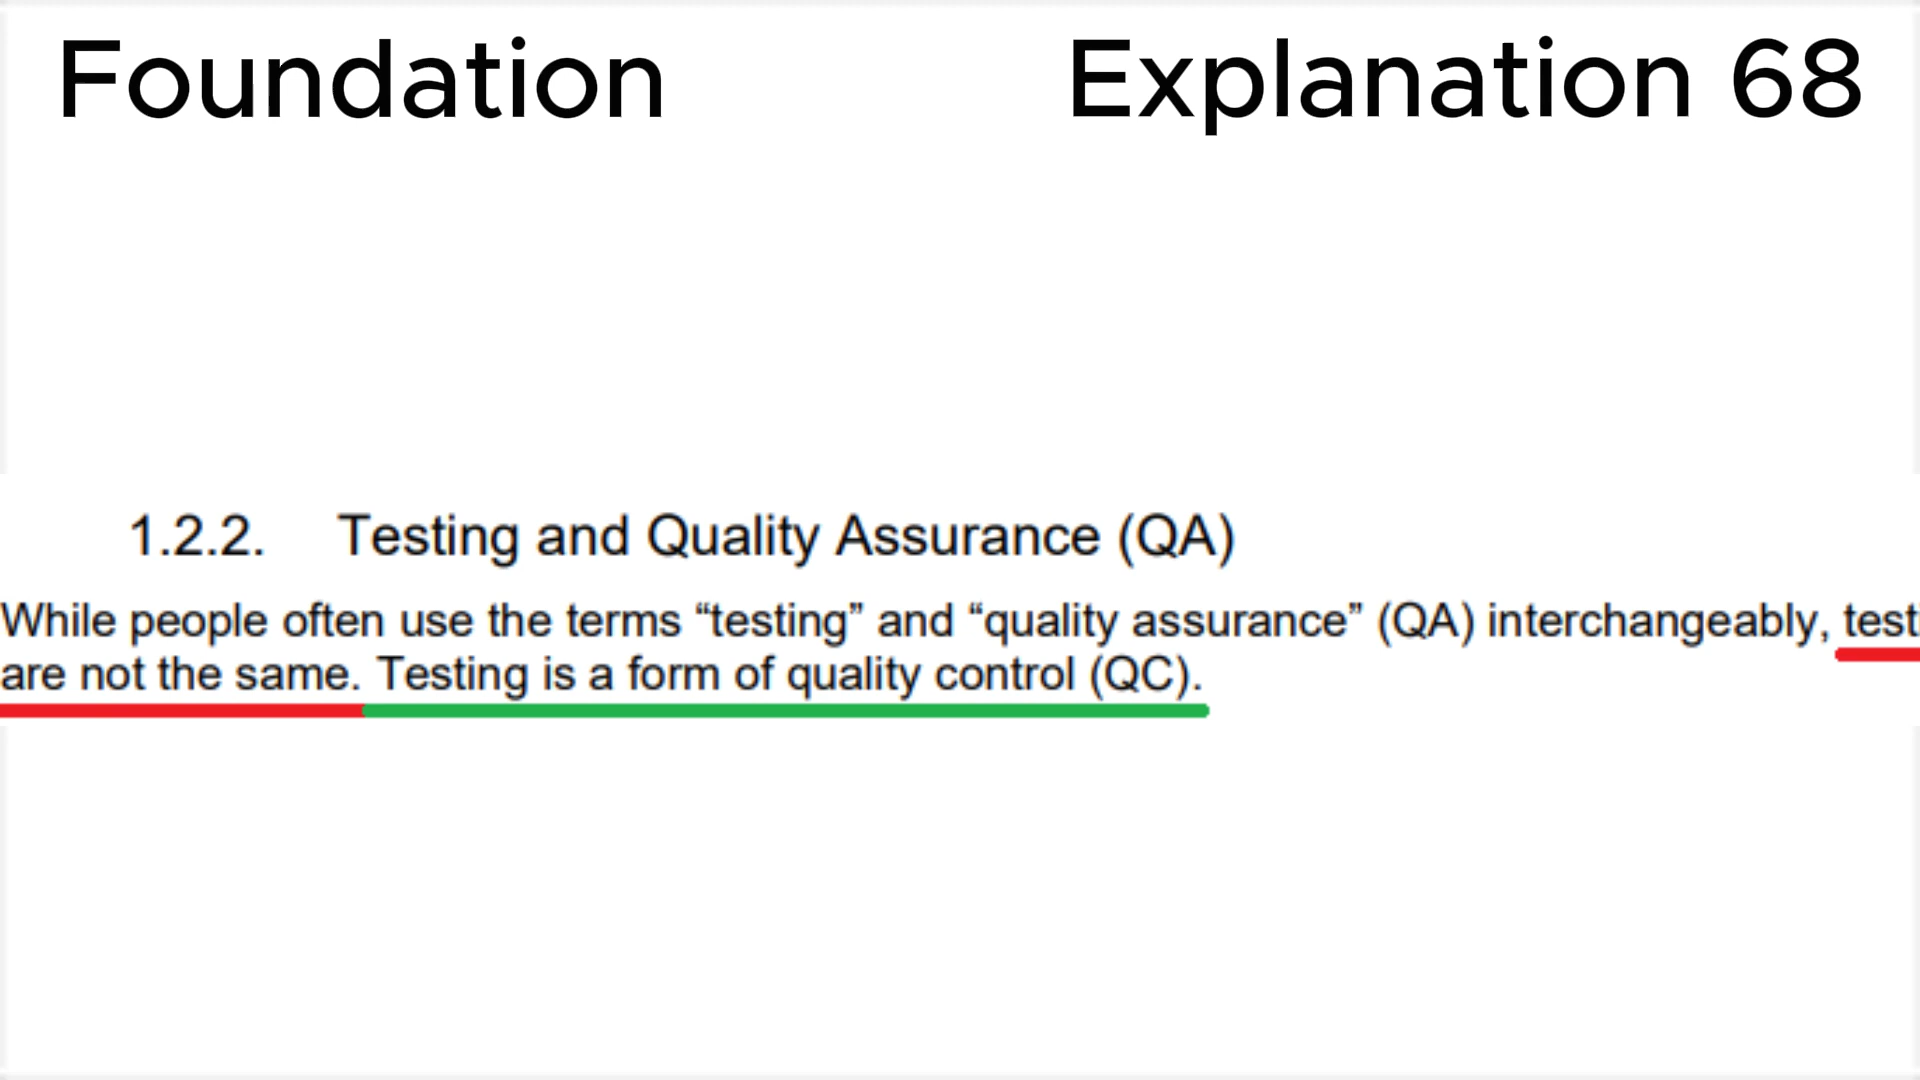 Foundation Explanation 68
1.2.2. Testing and Quality Assurance (QA)
While people often use the terms “testing” and “quality assurance” (QA) interchangeably,
are not the same. Testing is a form of quality control (QC).